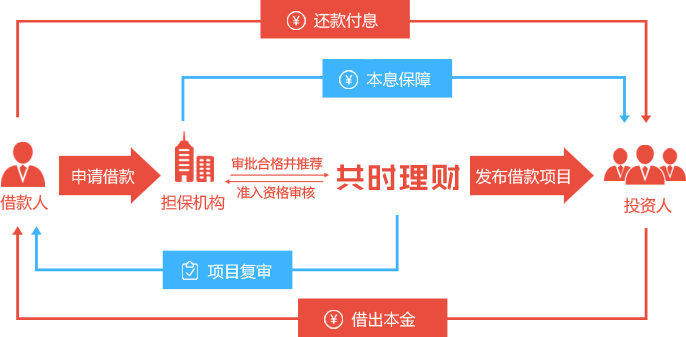 ¥ 还款付息
¥ 本息保障
申请借款
审批合格并推荐
准入资格审核
共时理财
发布借款项目
借款人
担保机构
投资人
项目复审
¥ 借出本金